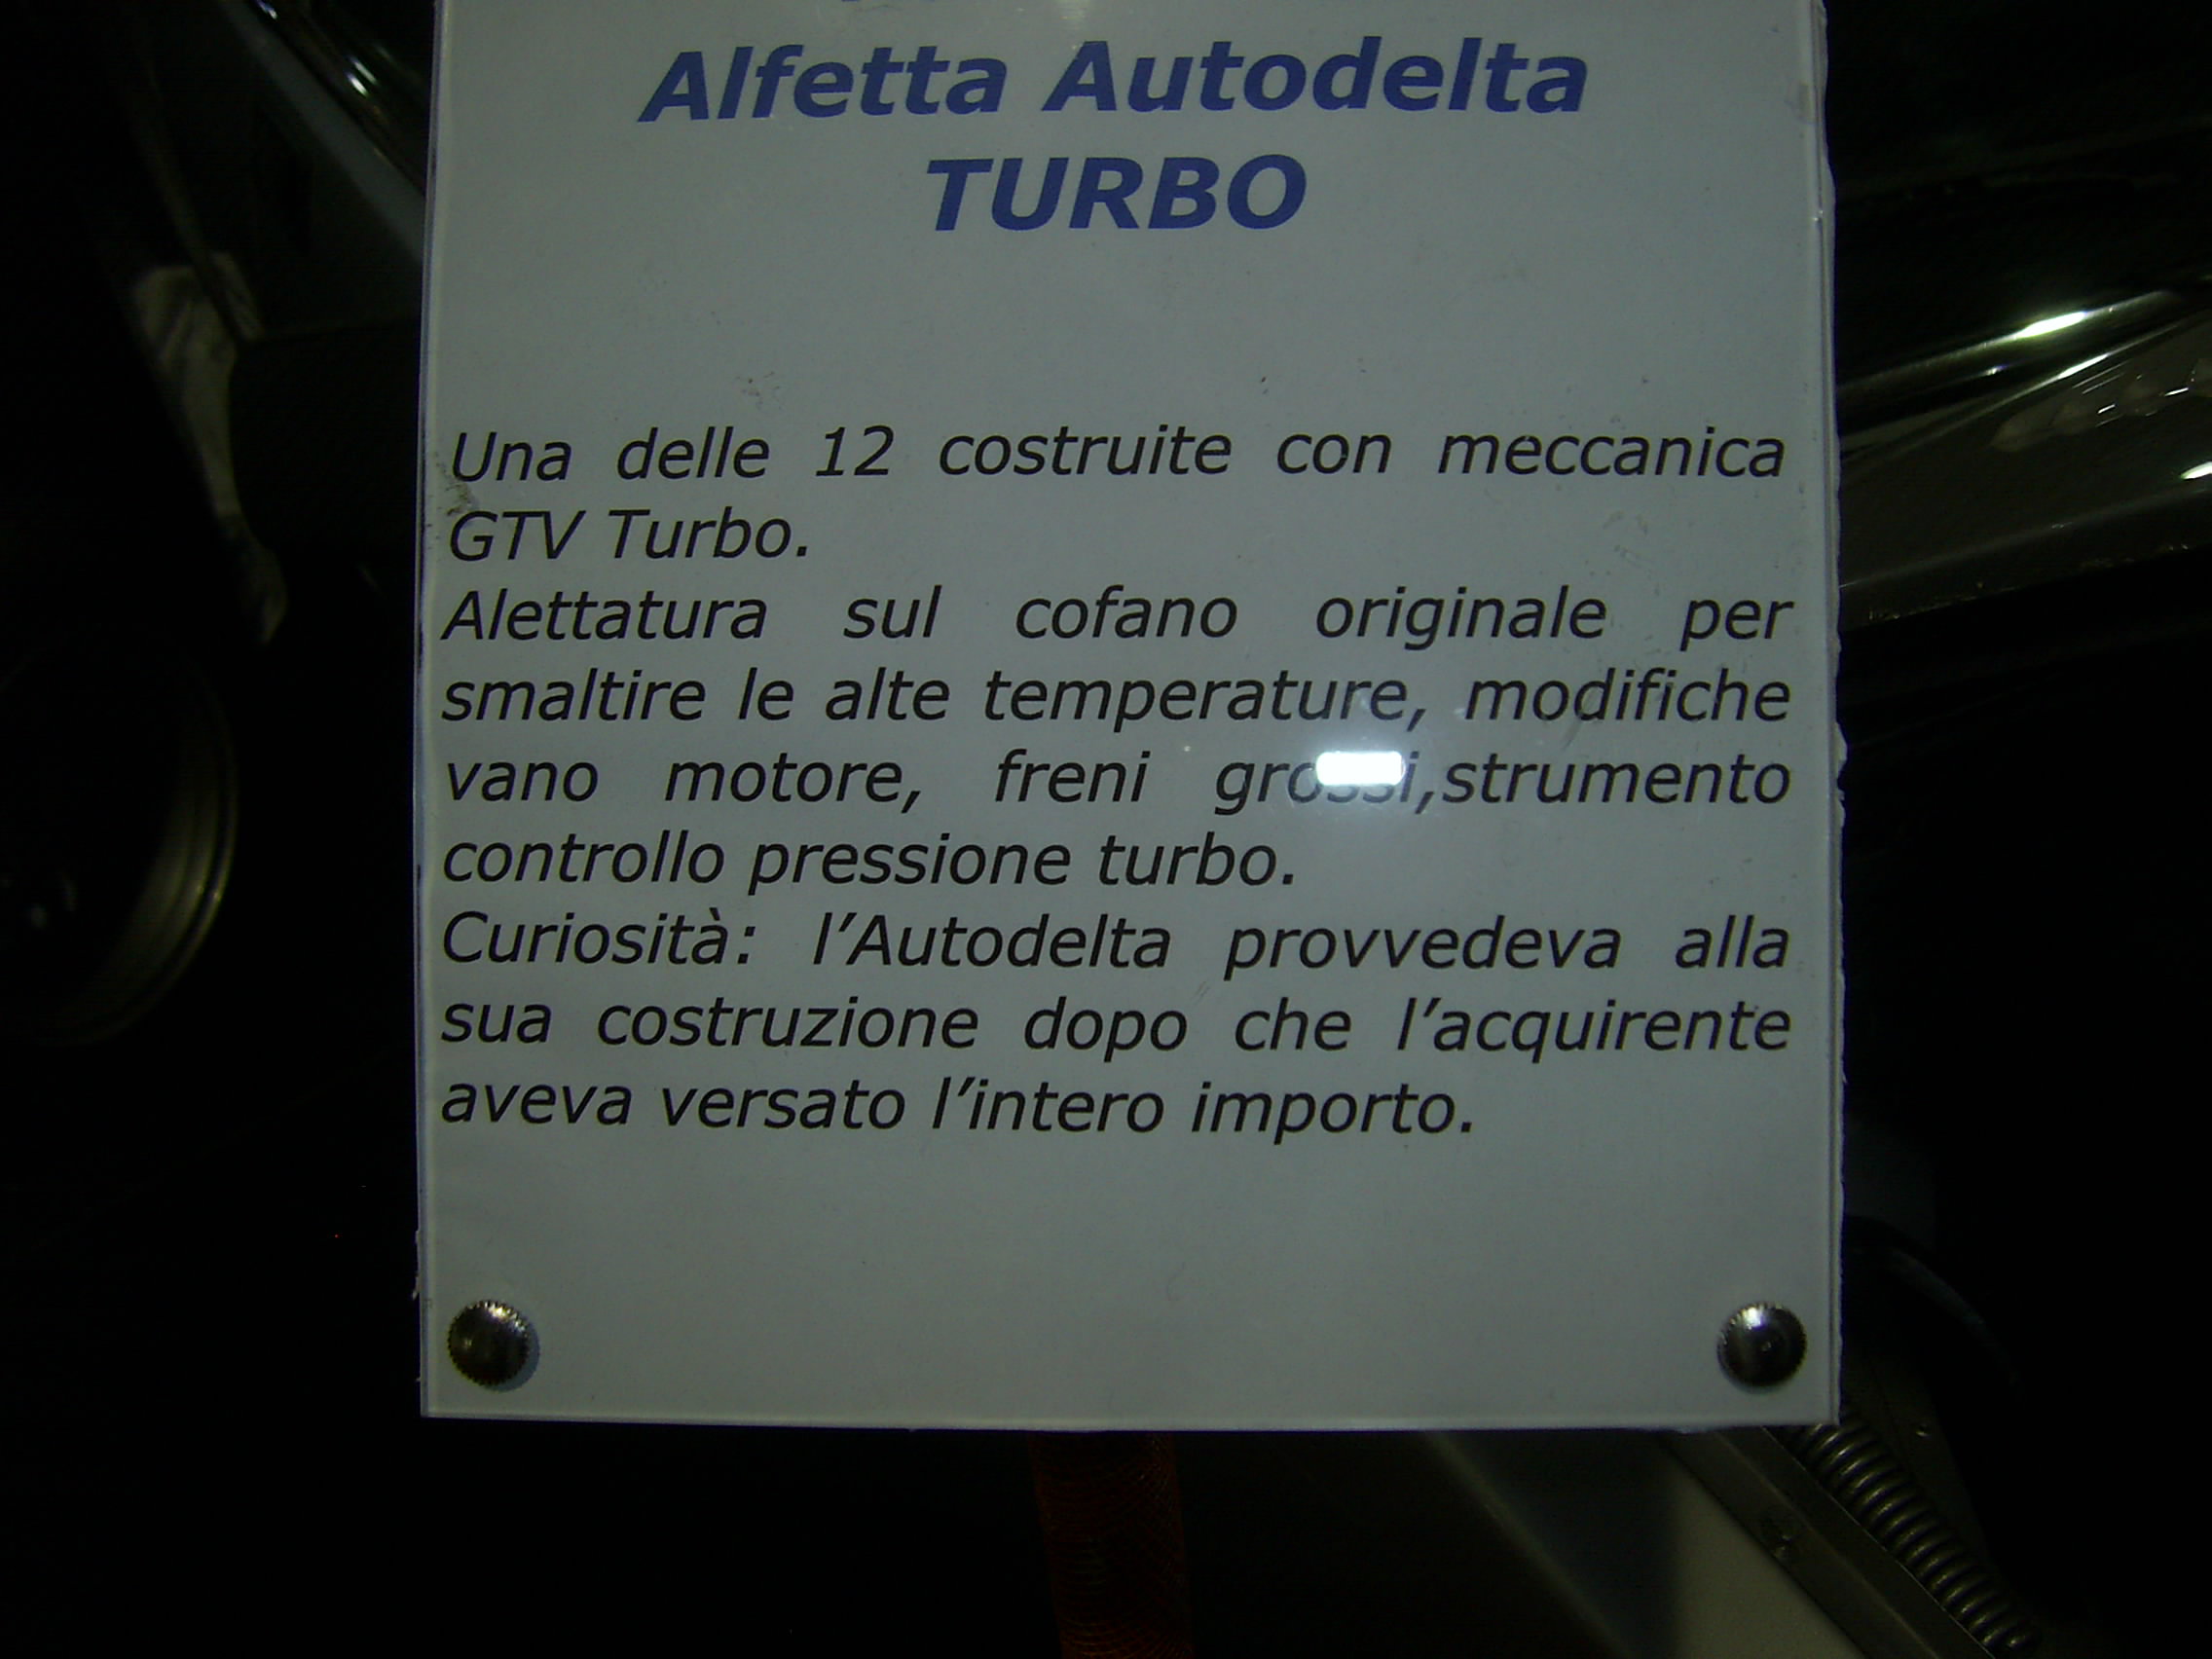 Alfetta Autodelta
TURBO
Una delle 12 costruite con meccanica
GTV Turbo.
Alettatura sul cofano originale per
smaltire le alte temperature, modifiche
vano motore, freni grossi,strumento
controllo pressione turbo.
Curiosità: l'Autodelta provvedeva alla
sua costruzione dopo che l'acquirente
aveva versato l'intero importo.